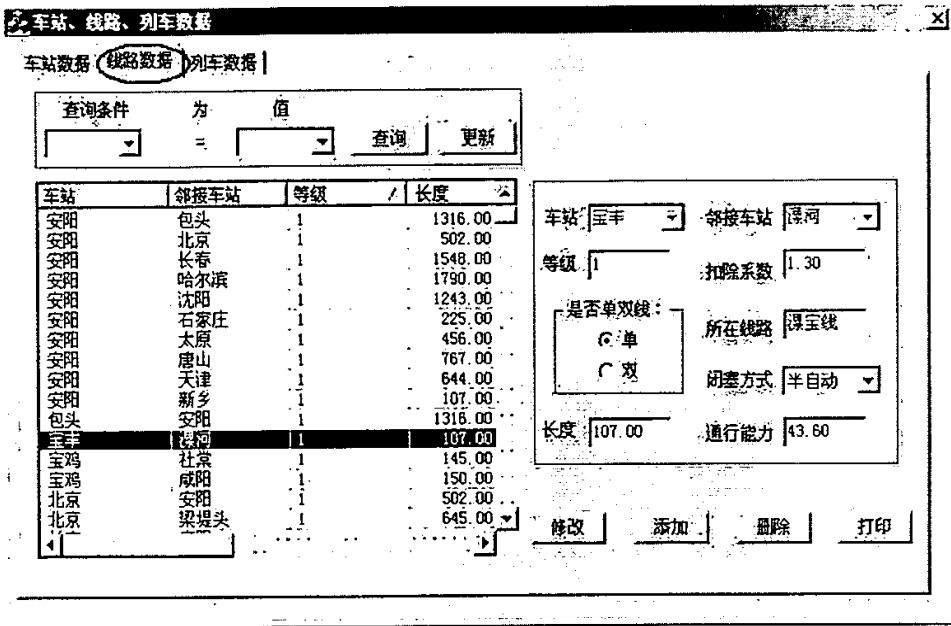 车站、线路、列车数据
车站数据 线路数据 列车数据
查询条件 为 值
= 查询 更新
车站 邻接车站 等级 长度
安阳 包头 1 1316.00
安阳 北京 1 502.00
安阳 长春 1 1548.00
安阳 哈尔滨 1 1790.00
安阳 沈阳 1 1243.00
安阳 石家庄 1 225.00
安阳 太原 1 456.00
安阳 唐山 1 767.00
安阳 天津 1 644.00
安阳 新乡 1 107.00
包头 安阳 1 1316.00
宝丰 漯河 1 107.00
宝鸡 社棠 1 145.00
宝鸡 咸阳 1 150.00
北京 安阳 1 502.00
北京 梁堤头 1 645.00
车站 宝丰 邻接车站 漯河
等级 1 扣除系数 1.30
是否单双线:
单
双
所在线路 漯宝线
闭塞方式 半自动
长度 107.00 通行能力 43.60
修改 添加 删除 打印